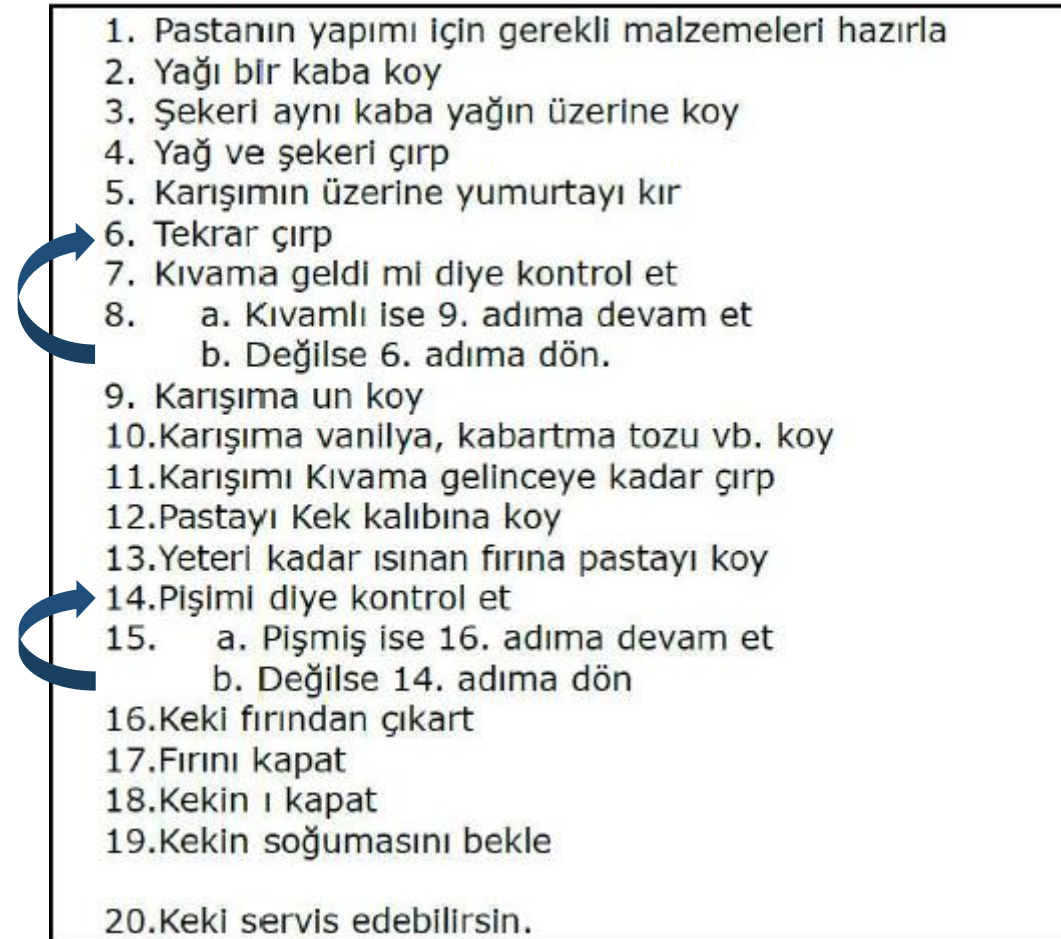 1. Pastanın yapımı için gerekli malzemeleri hazırla
2. Yağı bir kaba koy
3. Şekeri aynı kaba yağın üzerine koy
4. Yağ ve şekeri çırp
5. Karışımın üzerine yumurtayı kır
6. Tekrar çırp
7. Kıvama geldi mi diye kontrol et
8. a. Kıvamlı ise 9. adıma devam et
b. Değilse 6. adıma dön.
9. Karışıma un koy
10.Karışıma vanilya, kabartma tozu vb. koy
11.Karışımı Kıvama gelinceye kadar çırp
12.Pastayı Kek kalıbına koy
13.Yeteri kadar ısınan fırına pastayı koy
14.Pişimi diye kontrol et
15. a. Pişmiş ise 16. adıma devam et
b. Değilse 14. adıma dön
16.Keki fırından çıkart
17.Fırını kapat
18.Kekin ı kapat
19.Kekin soğumasını bekle
20.Keki servis edebilirsin.